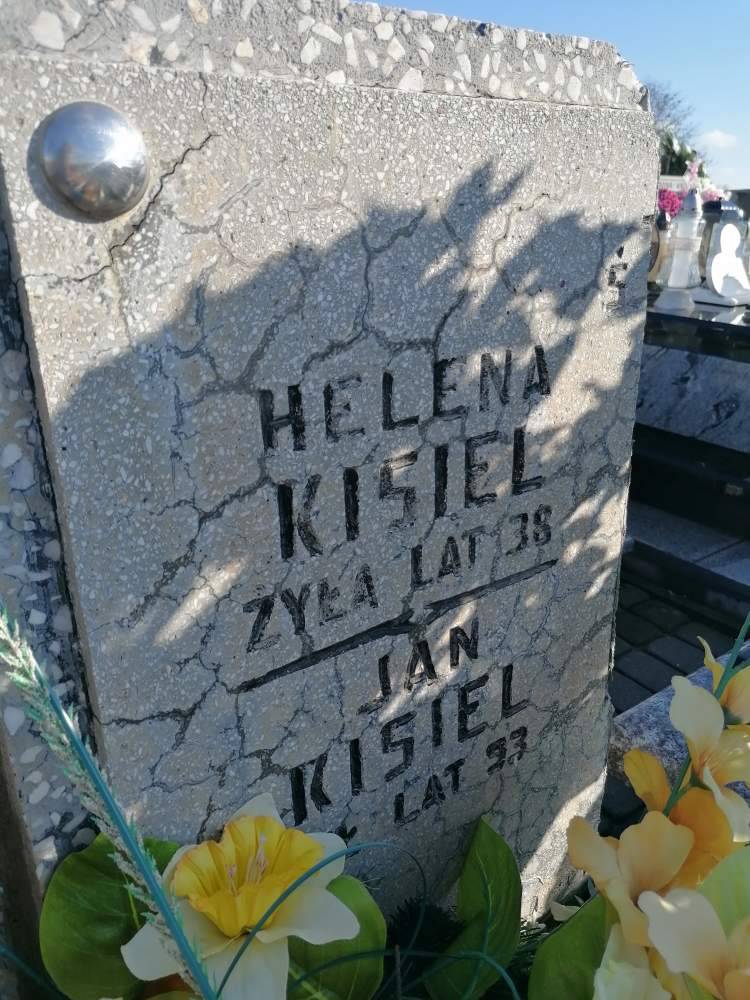 HELENA
KISIEL
ŻYŁA LAT 38
JAN
KISIEL
LAT 93